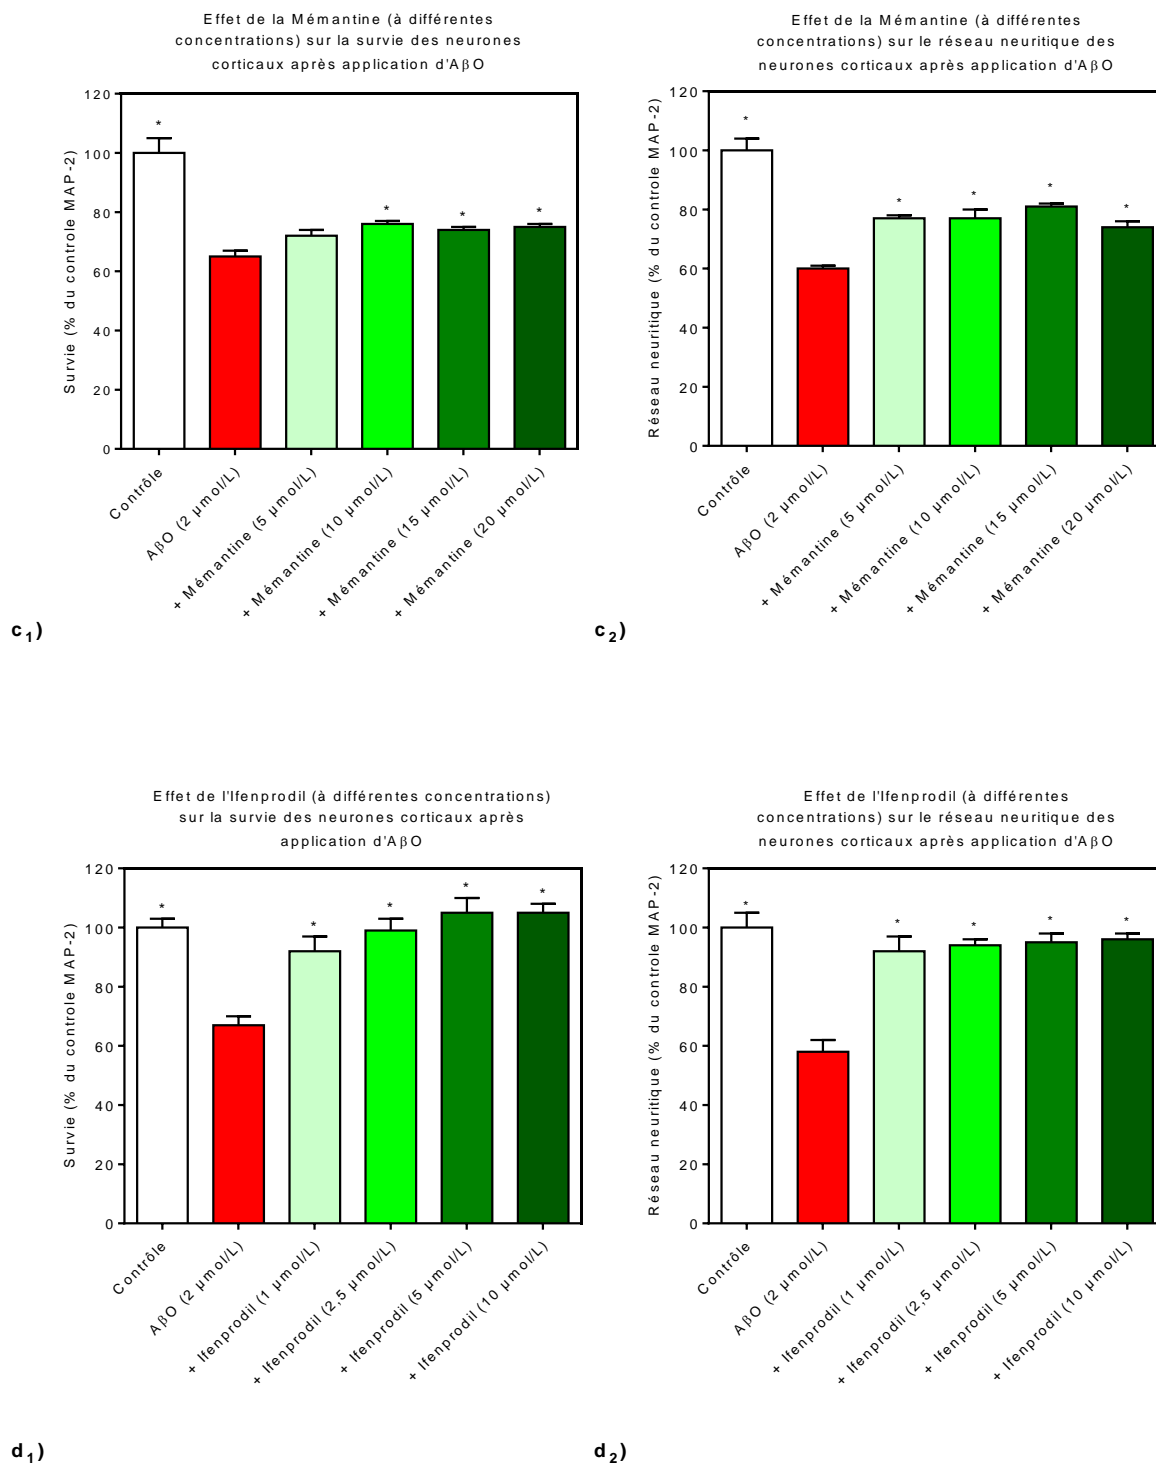 Effet de la Mémantine (à différentes
concentrations) sur la survie des neurones
corticaux après application d'AβO
Survie (% du controle MAP-2)
120
100
80
60
40
20
0
*
*
*
*
Contrôle
AβO (2 µmol/L)
+ Mémantine (5 µmol/L)
+ Mémantine (10 µmol/L)
+ Mémantine (15 µmol/L)
+ Mémantine (20 µmol/L)
c1)
Effet de la Mémantine (à différentes
concentrations) sur le réseau neuritique des
neurones corticaux après application d'AβO
Réseau neuritique (% du controle MAP-2)
120
100
80
60
40
20
0
*
*
*
*
*
Contrôle
AβO (2 µmol/L)
+ Mémantine (5 µmol/L)
+ Mémantine (10 µmol/L)
+ Mémantine (15 µmol/L)
+ Mémantine (20 µmol/L)
c2)
Effet de l'Ifenprodil (à différentes concentrations)
sur la survie des neurones corticaux après
application d'AβO
Survie (% du controle MAP-2)
120
100
80
60
40
20
0
*
*
*
*
*
Contrôle
AβO (2 µmol/L)
+ Ifenprodil (1 µmol/L)
+ Ifenprodil (2,5 µmol/L)
+ Ifenprodil (5 µmol/L)
+ Ifenprodil (10 µmol/L)
d1)
Effet de l'Ifenprodil (à différentes
concentrations) sur le réseau neuritique des
neurones corticaux après application d'AβO
Réseau neuritique (% du controle MAP-2)
120
100
80
60
40
20
0
*
*
*
*
*
Contrôle
AβO (2 µmol/L)
+ Ifenprodil (1 µmol/L)
+ Ifenprodil (2,5 µmol/L)
+ Ifenprodil (5 µmol/L)
+ Ifenprodil (10 µmol/L)
d2)